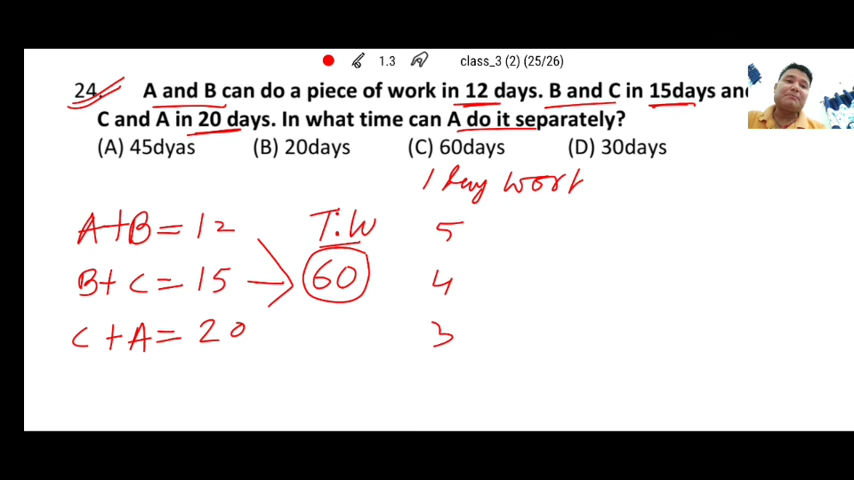 1.3 class_3 (2) (25/26)
24. A and B can do a piece of work in 12 days. B and C in 15days and
C and A in 20 days. In what time can A do it separately?
(A) 45dyas (B) 20days (C) 60days (D) 30days
1 day work
A+B=12 T.W 5
B+C=15 60 4
C+A=20 3